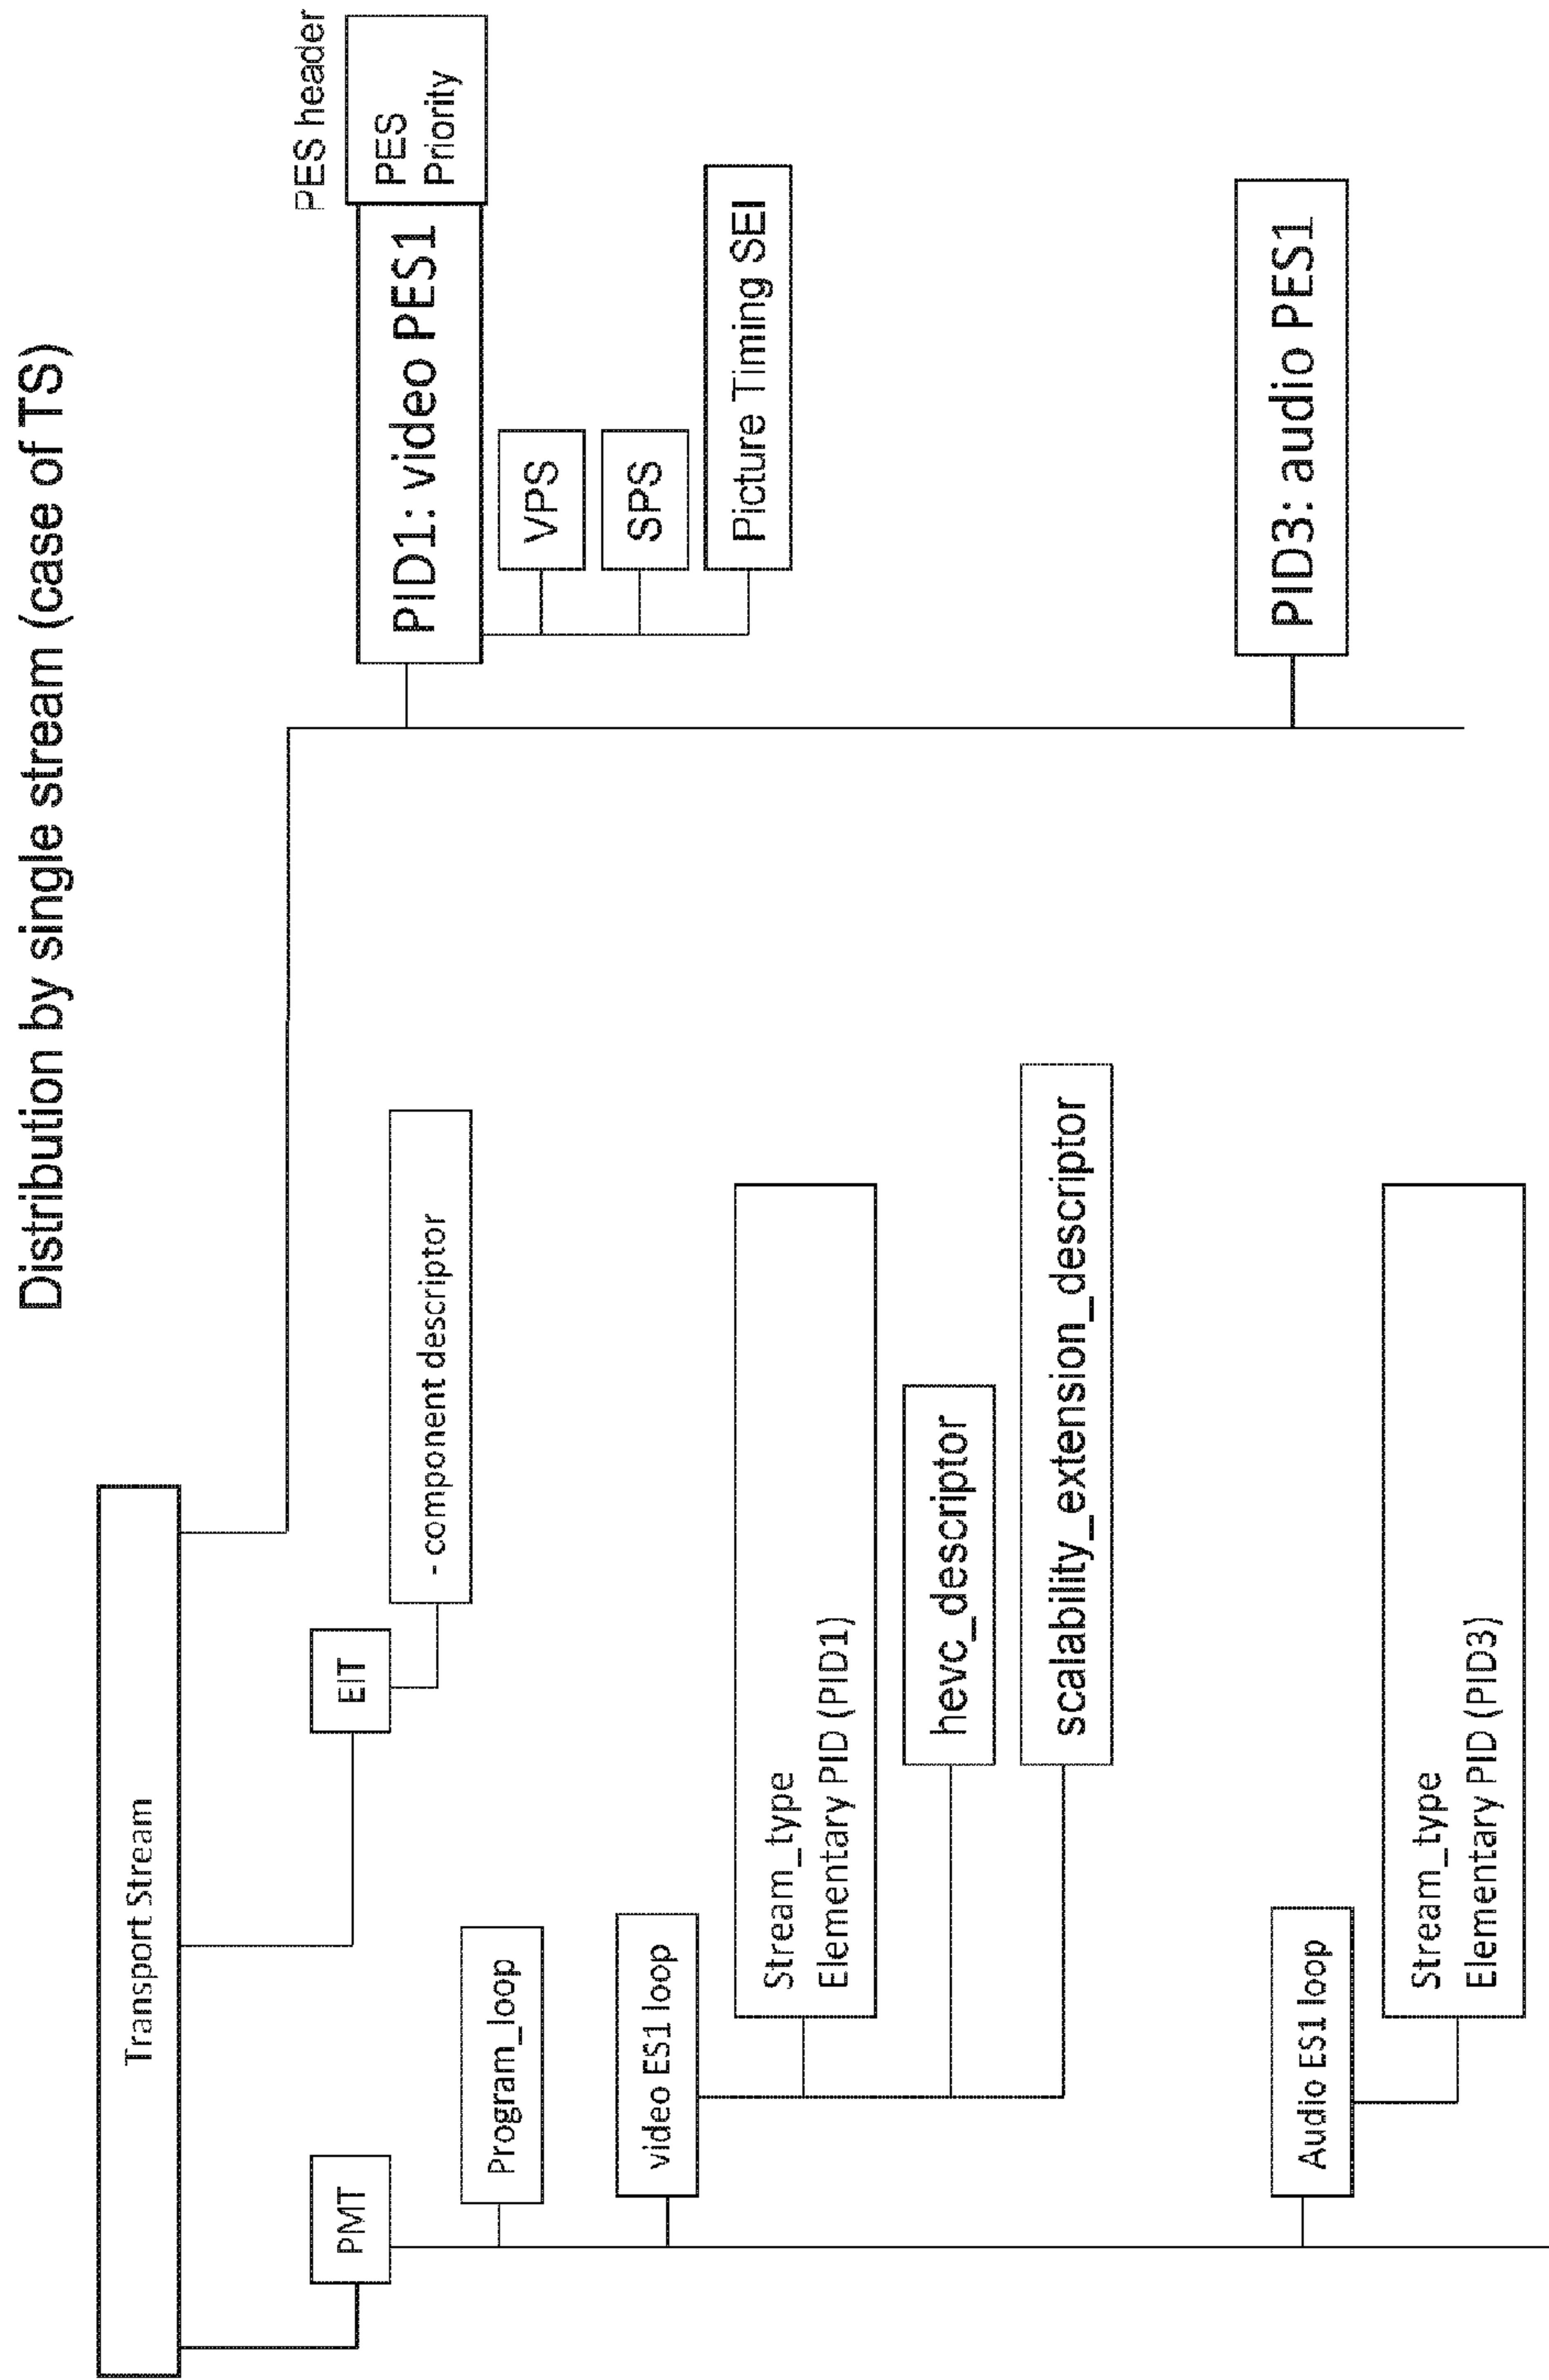 Distribution by single stream (case of TS)
Transport Stream
PMT
EIT
- component descriptor
Program_loop
video ES1 loop
Stream_type
Elementary PID (PID1)
hevc_descriptor
scalability_extension_descriptor
Audio ES1 loop
Stream_type
Elementary PID (PID3)
PES header
PID1: video PES1
PES
Priority
VPS
SPS
Picture Timing SEI
PID3: audio PES1